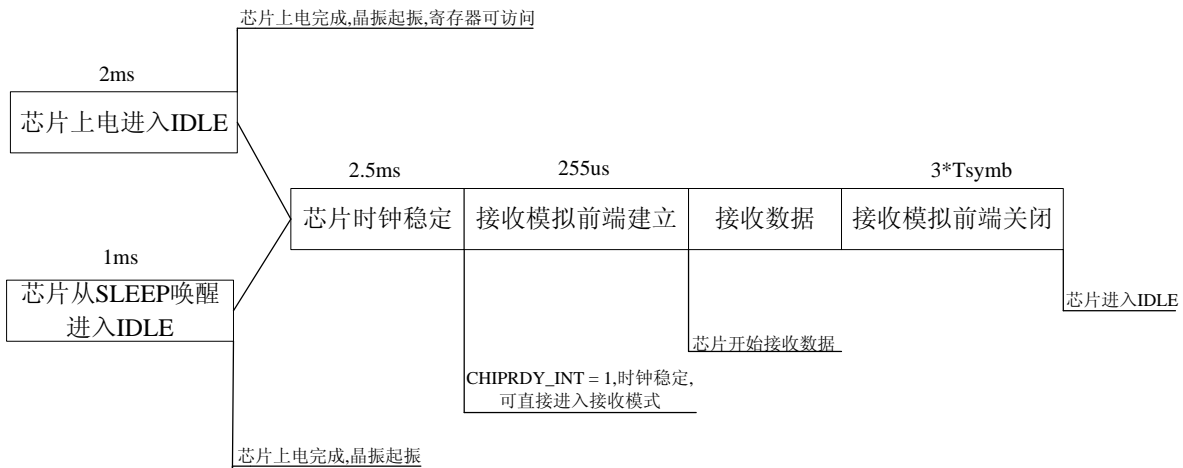 芯片上电完成,晶振起振,寄存器可访问
2ms
芯片上电进入IDLE
2.5ms
255us
3*Tsymb
芯片时钟稳定
接收模拟前端建立
接收数据
接收模拟前端关闭
1ms
芯片从SLEEP唤醒
进入IDLE
芯片进入IDLE
芯片开始接收数据
CHIPRDY_INT = 1,时钟稳定,
可直接进入接收模式
芯片上电完成,晶振起振